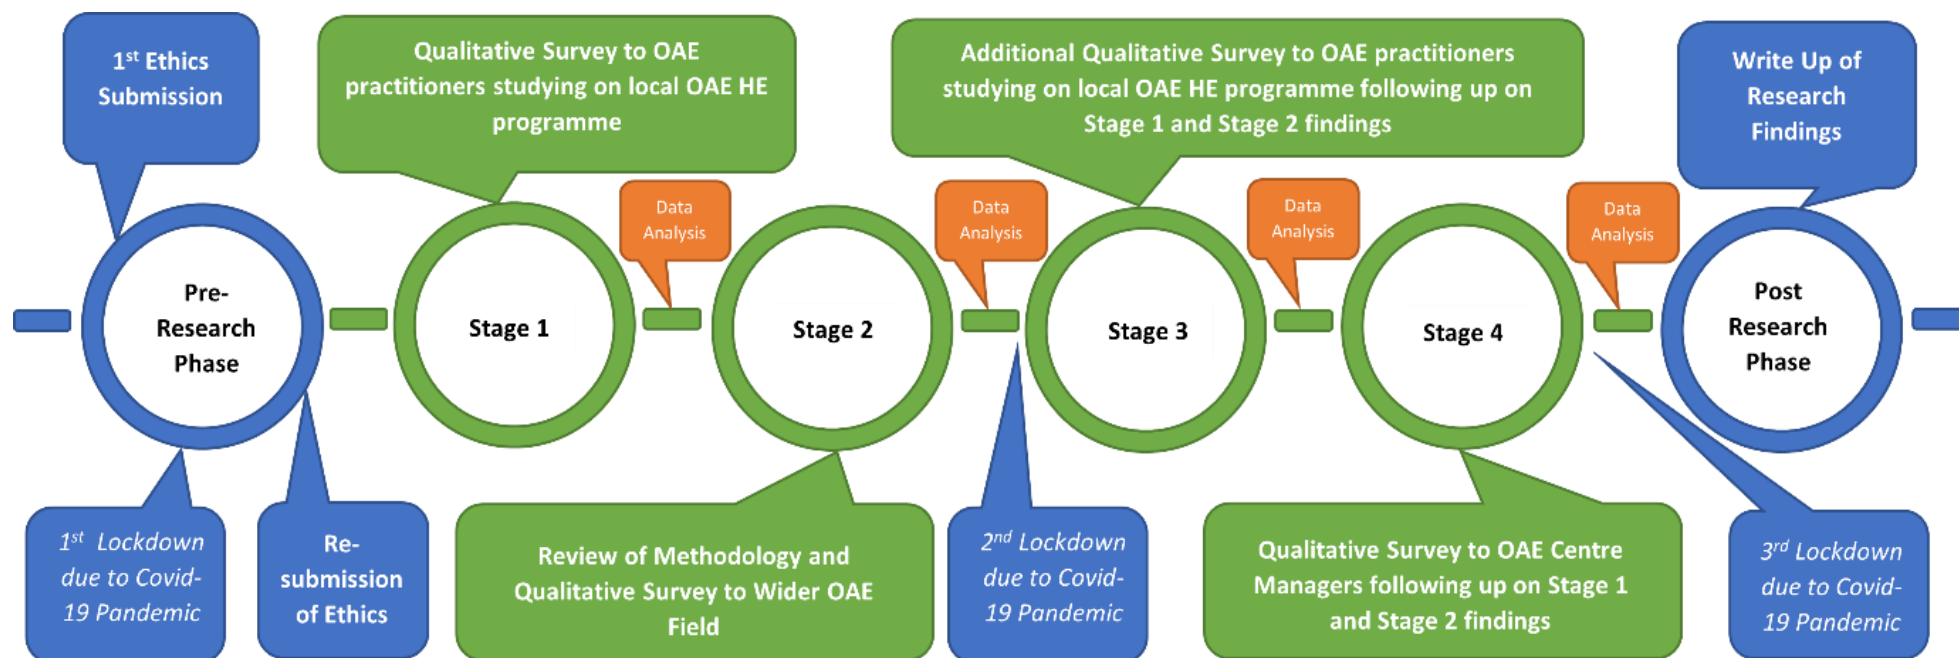 1st Ethics
Submission
Qualitative Survey to OAE
practitioners studying on local OAE HE
programme
Additional Qualitative Survey to OAE practitioners
studying on local OAE HE programme following up on
Stage 1 and Stage 2 findings
Write Up of
Research
Findings
Data
Analysis
Data
Analysis
Data
Analysis
Data
Analysis
Pre-
Research
Phase
Stage 1
Stage 2
Stage 3
Stage 4
Post
Research
Phase
1st Lockdown
due to Covid-
19 Pandemic
Re-
submission
of Ethics
Review of Methodology and
Qualitative Survey to Wider OAE
Field
2nd Lockdown
due to Covid-
19 Pandemic
Qualitative Survey to OAE Centre
Managers following up on Stage 1
and Stage 2 findings
3rd Lockdown
due to Covid-
19 Pandemic